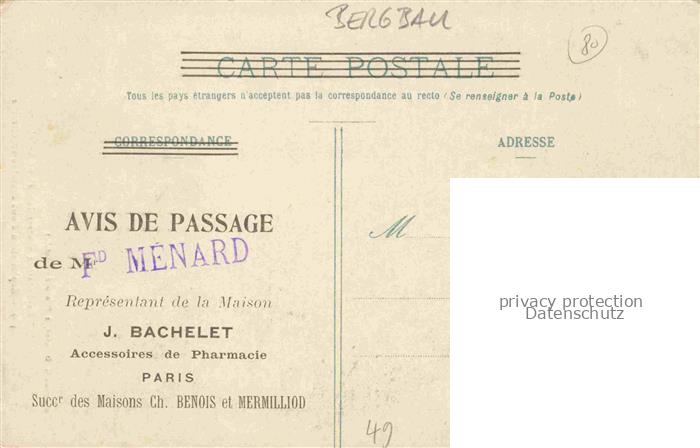 BERGBAU
80
CARTE POSTALE
Tous les pays étrangers n'acceptent pas la correspondance au recto (Se renseigner à la Poste)
CORRESPONDANCE
ADRESSE
AVIS DE PASSAGE
de M. FD MÉNARD
Représentant de la Maison
J. BACHELET
Accessoires de Pharmacie
PARIS
Succr des Maisons Ch. BENOIS et MERMILLIOD
M
privacy protection
Datenschutz
49